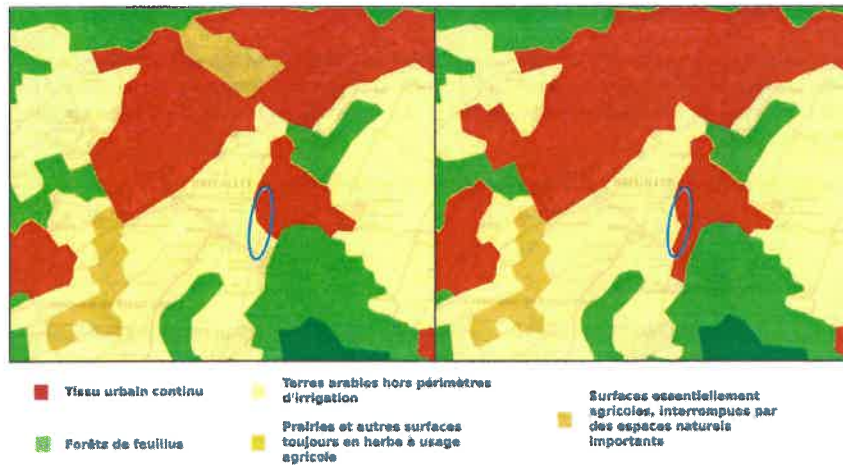 Tissu urbain continu
Terres arables hors périmètres
d'irrigation
Surfaces essentiellement
agricoles, interrompues par
des espaces naturels
importants
Forêts de feuillus
Prairies et autres surfaces
toujours en herbe à usage
agricole